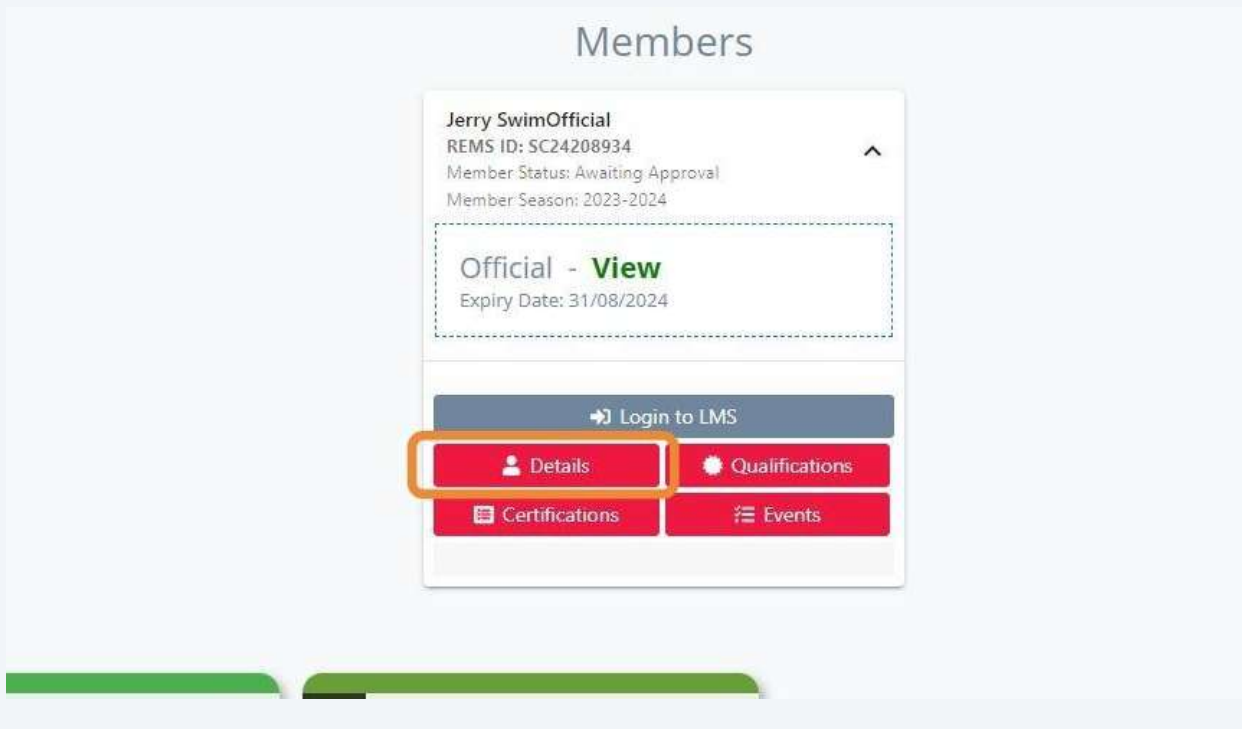 Members
Jerry SwimOfficial
REMS ID: SC24208934
Member Status: Awaiting Approval
Member Season: 2023-2024
Official - View
Expiry Date: 31/08/2024
Login to LMS
Details
Qualifications
Certifications
Events